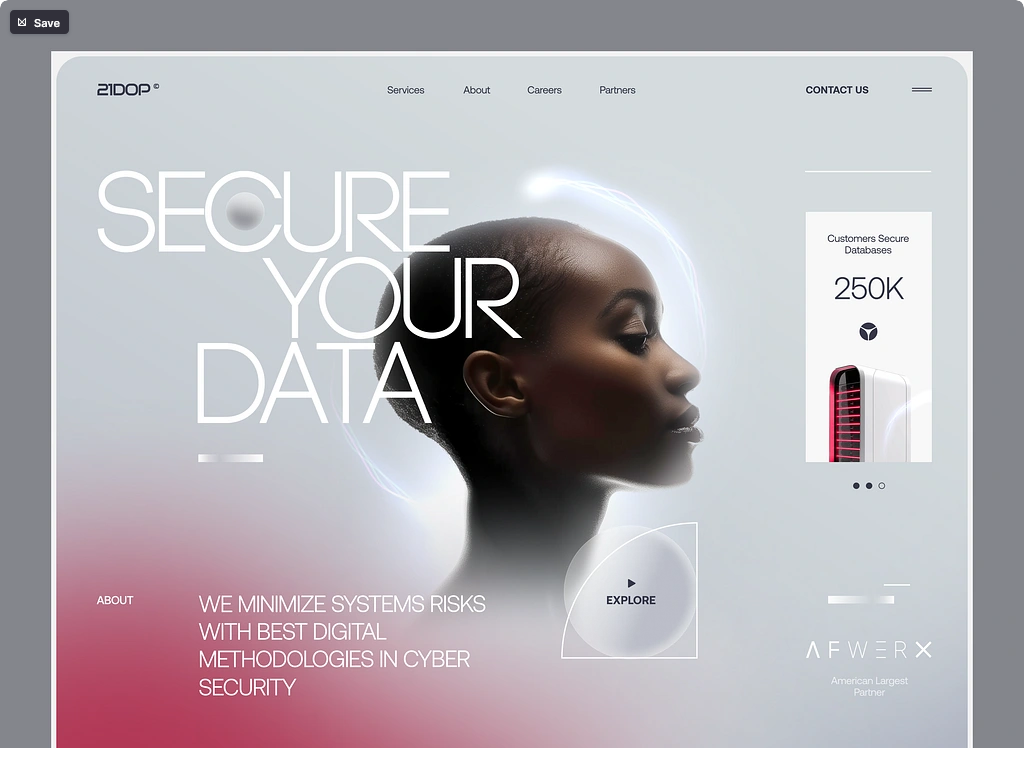 Save
21DOP ©
Services About Careers Partners
CONTACT US
SECURE
YOUR
DATA
Customers Secure
Databases
250K
EXPLORE
ABOUT
WE MINIMIZE SYSTEMS RISKS
WITH BEST DIGITAL
METHODOLOGIES IN CYBER
SECURITY
AFWERX
American Largest
Partner